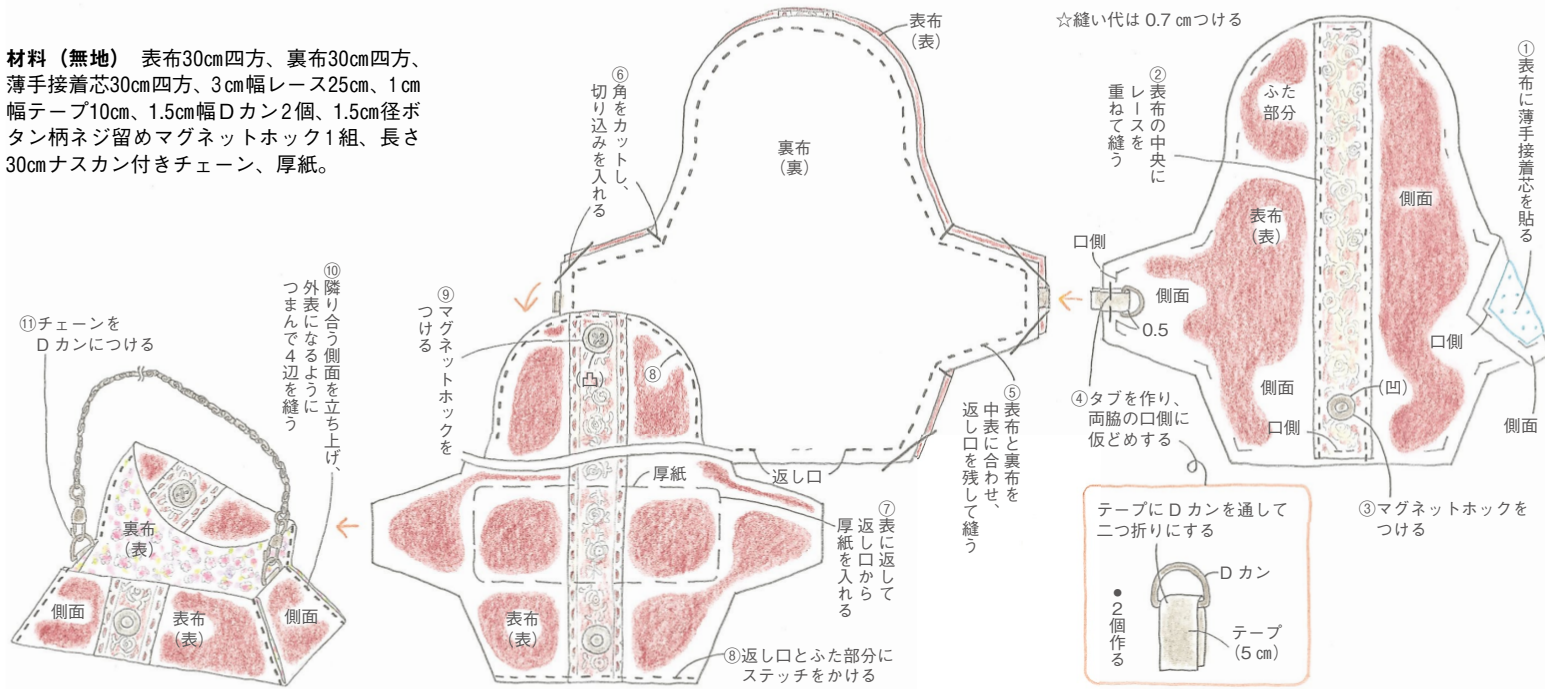 材料（無地） 表布30㎝四方、裏布30㎝四方、
薄手接着芯30㎝四方、3㎝幅レース25㎝、1㎝
幅テープ10㎝、1.5㎝幅Dカン2個、1.5㎝径ボ
タン柄ネジ留めマグネットホック1組、長さ
30㎝ナスカン付きチェーン、厚紙。
☆縫い代は 0.7 ㎝つける
①表布に薄手接着芯を貼る
②表布の中央に
レースを
重ねて縫う
ふた
部分
側面
表布
(表)
口側
側面
0.5
側面
口側
(凹)
口側
側面
③マグネットホックを
つける
④タブを作り、
両脇の口側に
仮どめする
テープに D カンを通して
二つ折りにする
D カン
●2個作る
テープ
(5 ㎝)
表布
(表)
裏布
(裏)
⑤表布と裏布を
中表に合わせ、
返し口を残して縫う
返し口
⑥角をカットし、
切り込みを入れる
⑦表に返して
返し口から
厚紙を入れる
厚紙
⑧
(凸)
表布
(表)
⑧返し口とふた部分に
ステッチをかける
⑨マグネットホックを
つける
⑩隣り合う側面を立ち上げ、
外表になるように
つまんで4辺を縫う
⑪チェーンを
D カンにつける
裏布
(表)
側面
表布
(表)
側面